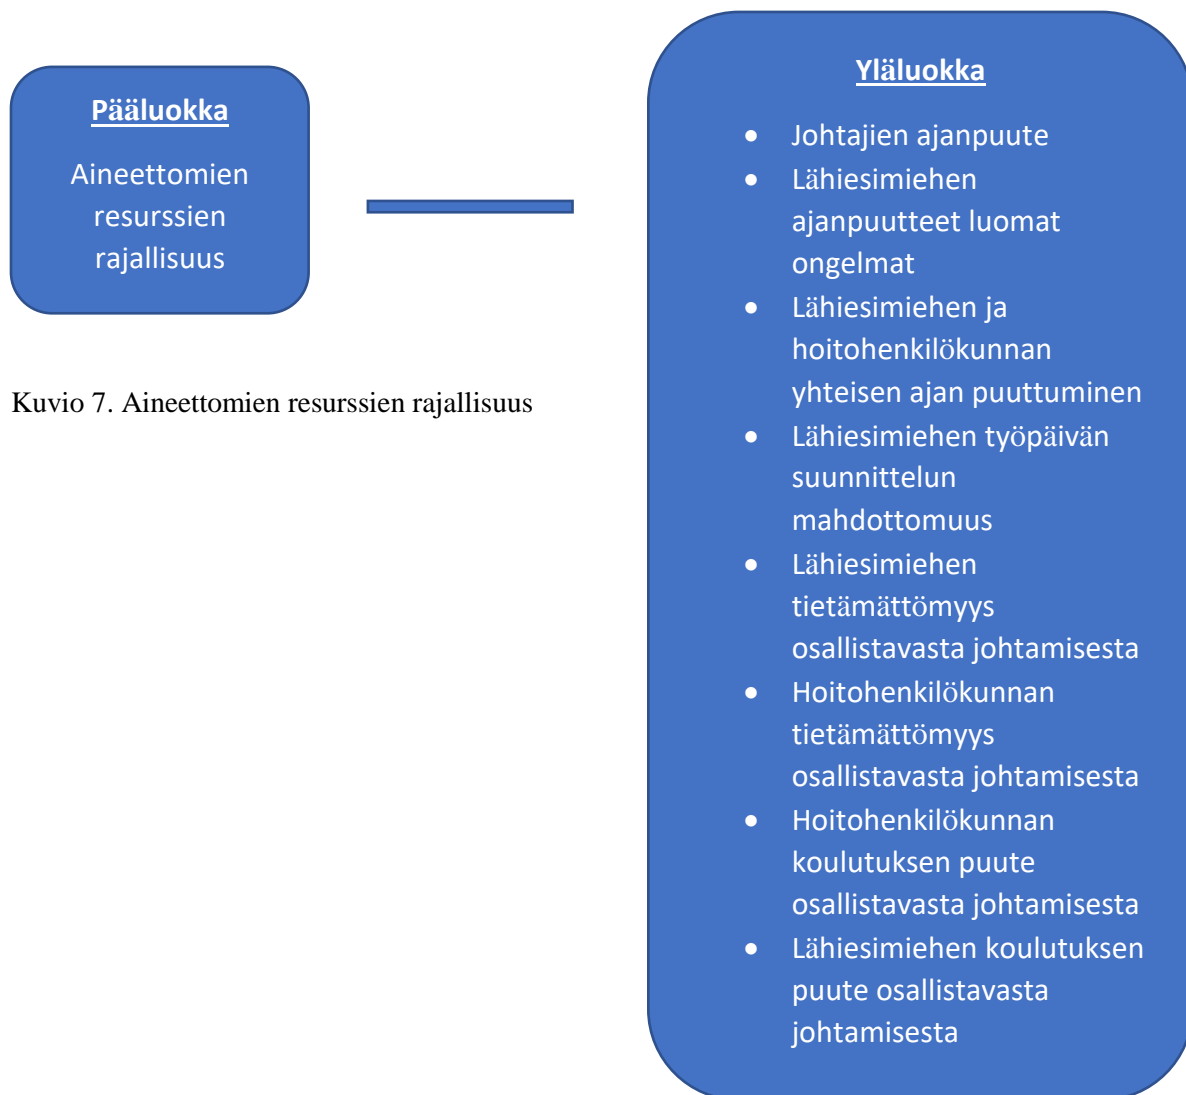 Pääluokka
Aineettomien
resurssien
rajallisuus
Kuvio 7. Aineettomien resurssien rajallisuus
Yläluokka
• Johtajien ajanpuute
• Lähiesimiehen
ajanpuutteet luomat
ongelmat
• Lähiesimiehen ja
hoitohenkilökunnan
yhteisen ajan puuttuminen
• Lähiesimiehen työpäivän
suunnittelun
mahdottomuus
• Lähiesimiehen
tietämättömyys
osallistavasta johtamisesta
• Hoitohenkilökunnan
tietämättömyys
osallistavasta johtamisesta
• Hoitohenkilökunnan
koulutuksen puute
osallistavasta johtamisesta
• Lähiesimiehen koulutuksen
puute osallistavasta
johtamisesta